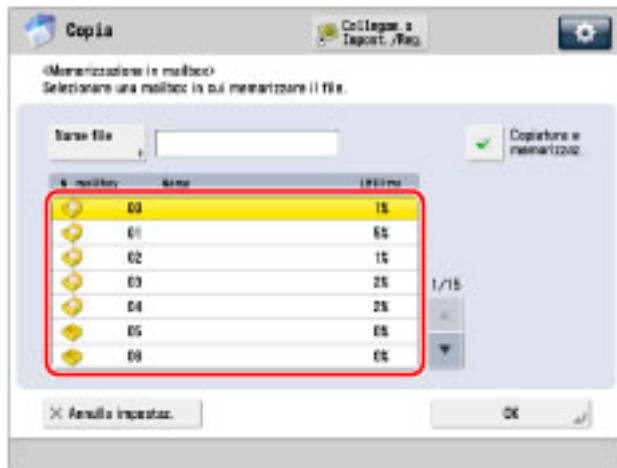 Copia
Collegam. a
Impost./Reg.
<Memorizzazione in mailbox>
Selezionare una mailbox in cui memorizzare il file.
Nome file
Copiatura e
memorizzaz.
N. mailbox Nome Utilizzo
00 1%
01 5%
02 1%
03 2%
04 2%
05 0%
06 0%
1/15
× Annulla impostaz.
OK